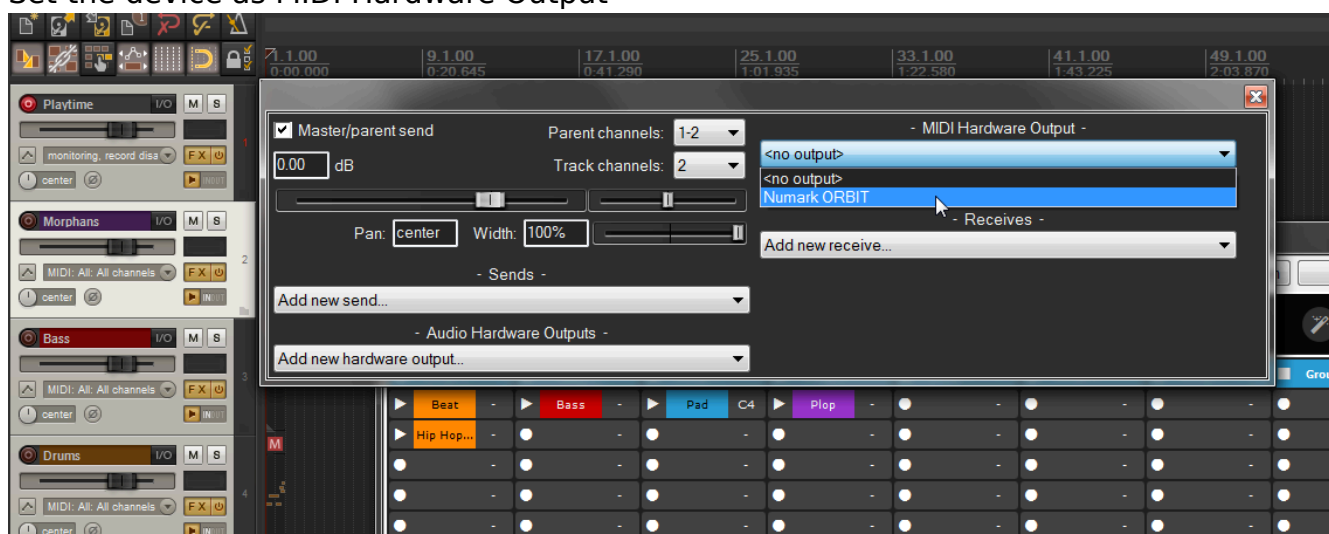 Set the device as MIDI Hardware Output
7.1.00 9.1.00 17.1.00 25.1.00 33.1.00 41.1.00 49.1.00
0:00.000 0:20.645 0:41.290 1:01.935 1:22.580 1:43.225 2:03.870
Playtime I/O M S
1
monitoring, record disa FX
center
Morphans I/O M S
2
MIDI: All: All channels FX
center
Bass I/O M S
3
MIDI: All: All channels FX
center
Drums I/O M S
4
MIDI: All: All channels FX
center
Master/parent send Parent channels: 1-2
0.00 dB Track channels: 2
Pan: center Width: 100%
- Sends -
Add new send...
- Audio Hardware Outputs -
Add new hardware output...
- MIDI Hardware Output -
<no output>
<no output>
Numark ORBIT
- Receives -
Add new receive...
Beat - Bass - Pad C4 Plop - - - -
Hip Hop... - - - - - - -
M
- - - - - - -
- - - - - - -
- - - - - - -